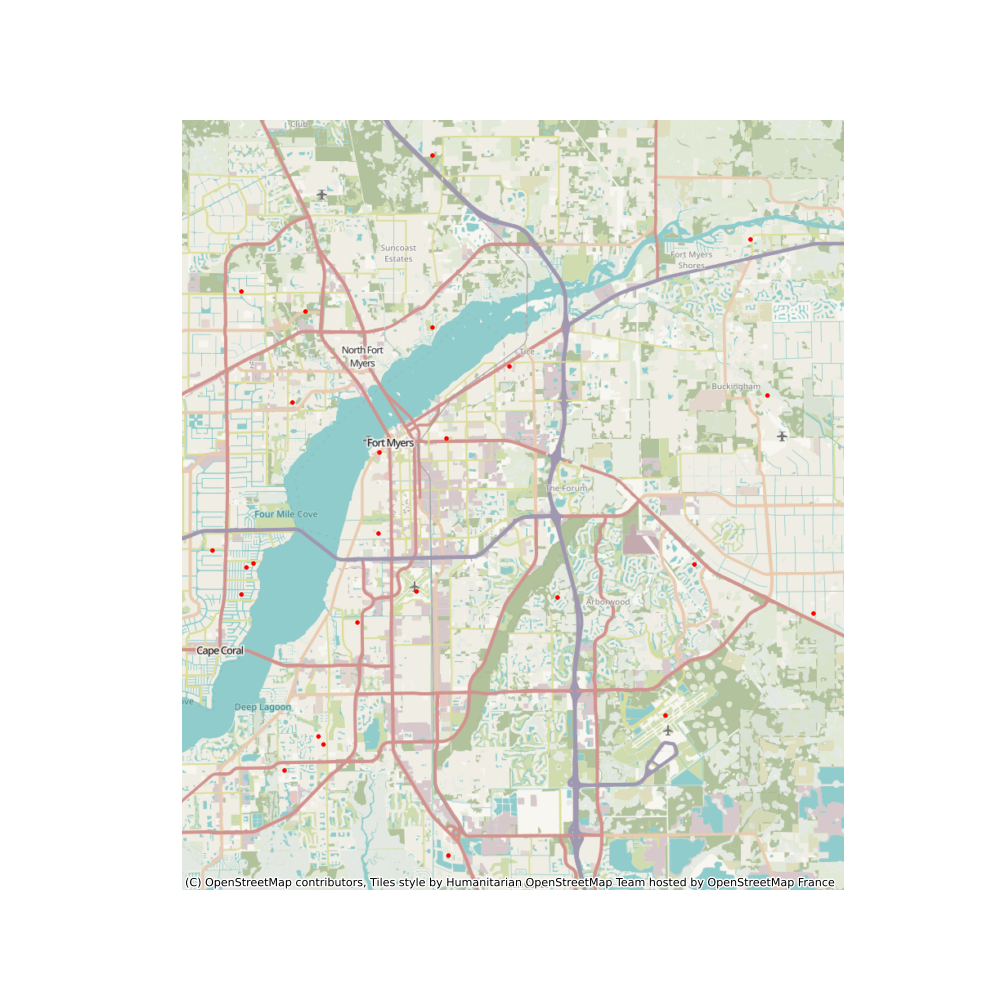 Club
Suncoast
Estates
Fort Myers
Shores
North Fort
Myers
Tice
Buckingham
Fort Myers
The Forum
Four Mile Cove
Arborwood
Cape Coral
Deep Lagoon
(C) OpenStreetMap contributors, Tiles style by Humanitarian OpenStreetMap Team hosted by OpenStreetMap France